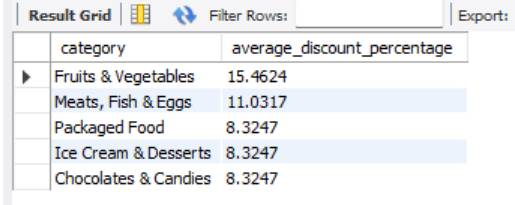 Result Grid Filter Rows: Export:
category average_discount_percentage
Fruits & Vegetables 15.4624
Meats, Fish & Eggs 11.0317
Packaged Food 8.3247
Ice Cream & Desserts 8.3247
Chocolates & Candies 8.3247